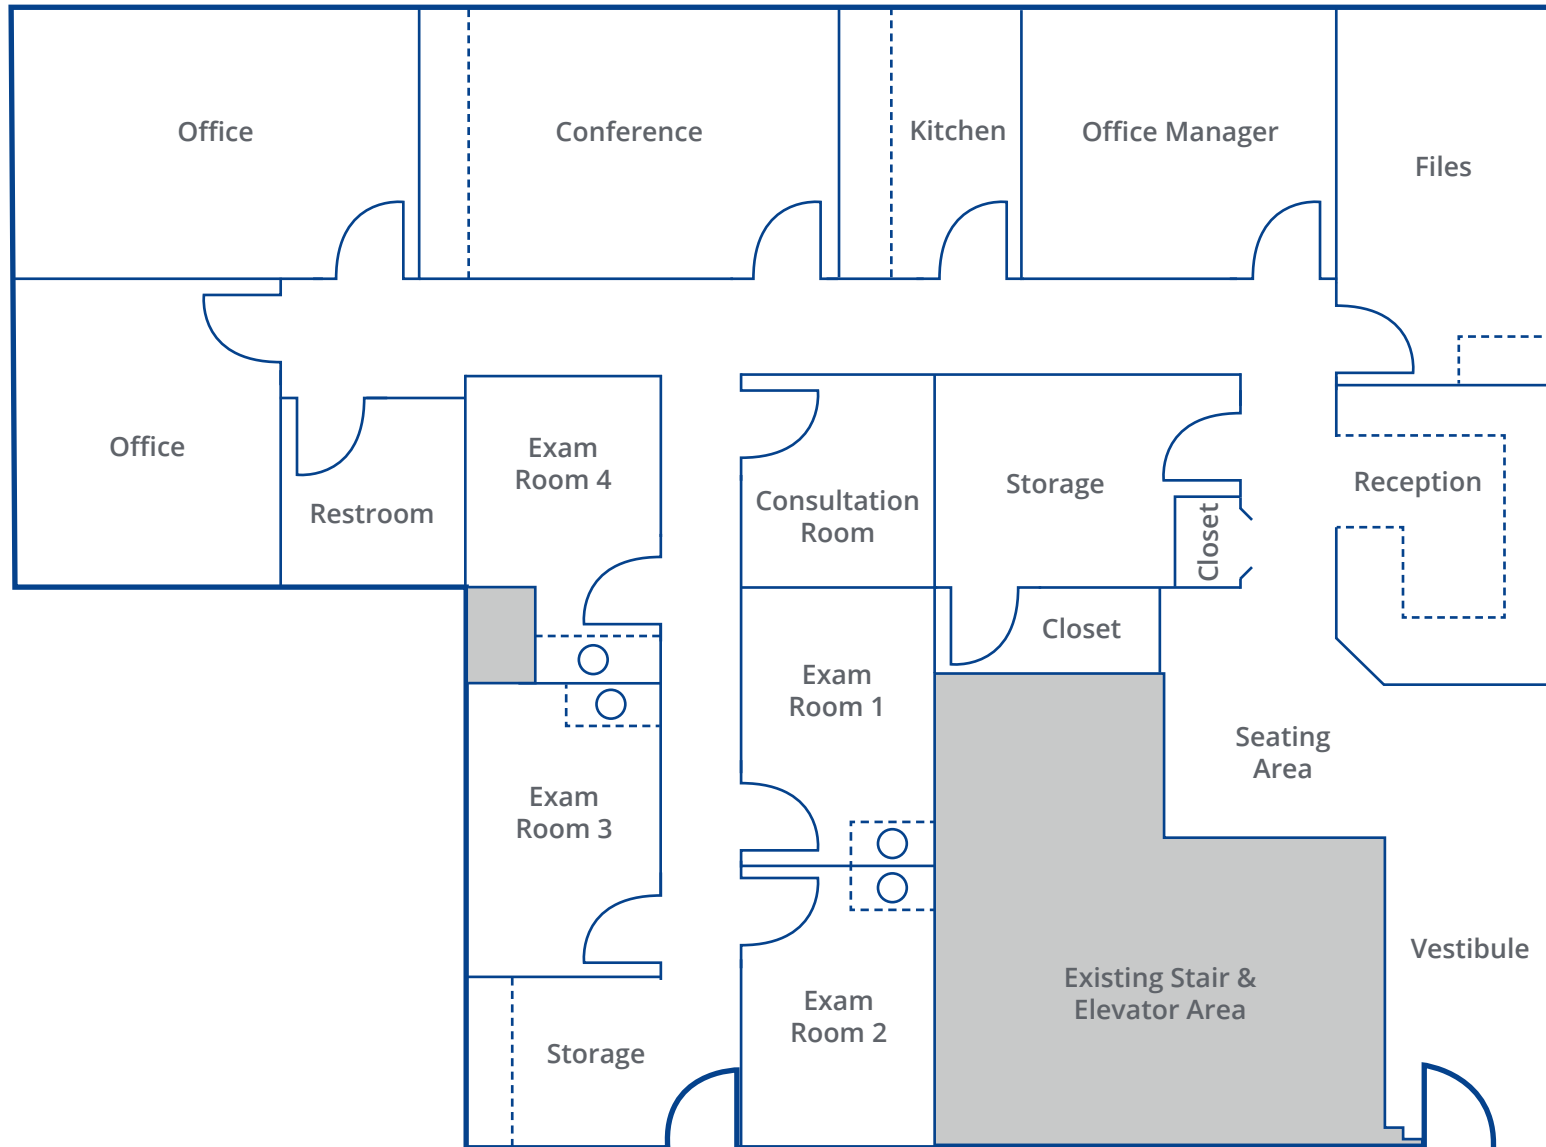 Office
Conference
Kitchen
Office Manager
Files
Office
Exam
Room 4
Restroom
Consultation
Room
Storage
Closet
Reception
Closet
Exam
Room 1
Seating
Area
Exam
Room 3
Exam
Room 2
Existing Stair &
Elevator Area
Vestibule
Storage